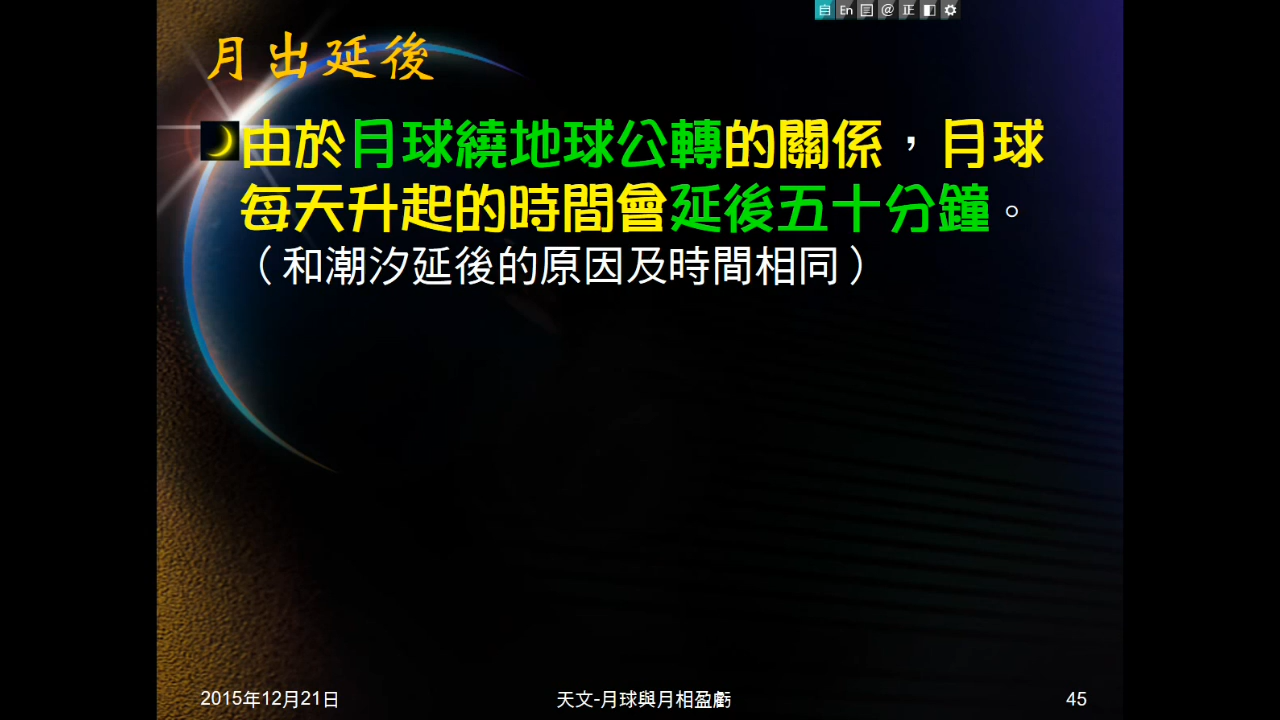 自 En @ 正
月出延後
由於月球繞地球公轉的關係，月球
每天升起的時間會延後五十分鐘。
（和潮汐延後的原因及時間相同）
2015年12月21日 天文-月球與月相盈虧 45